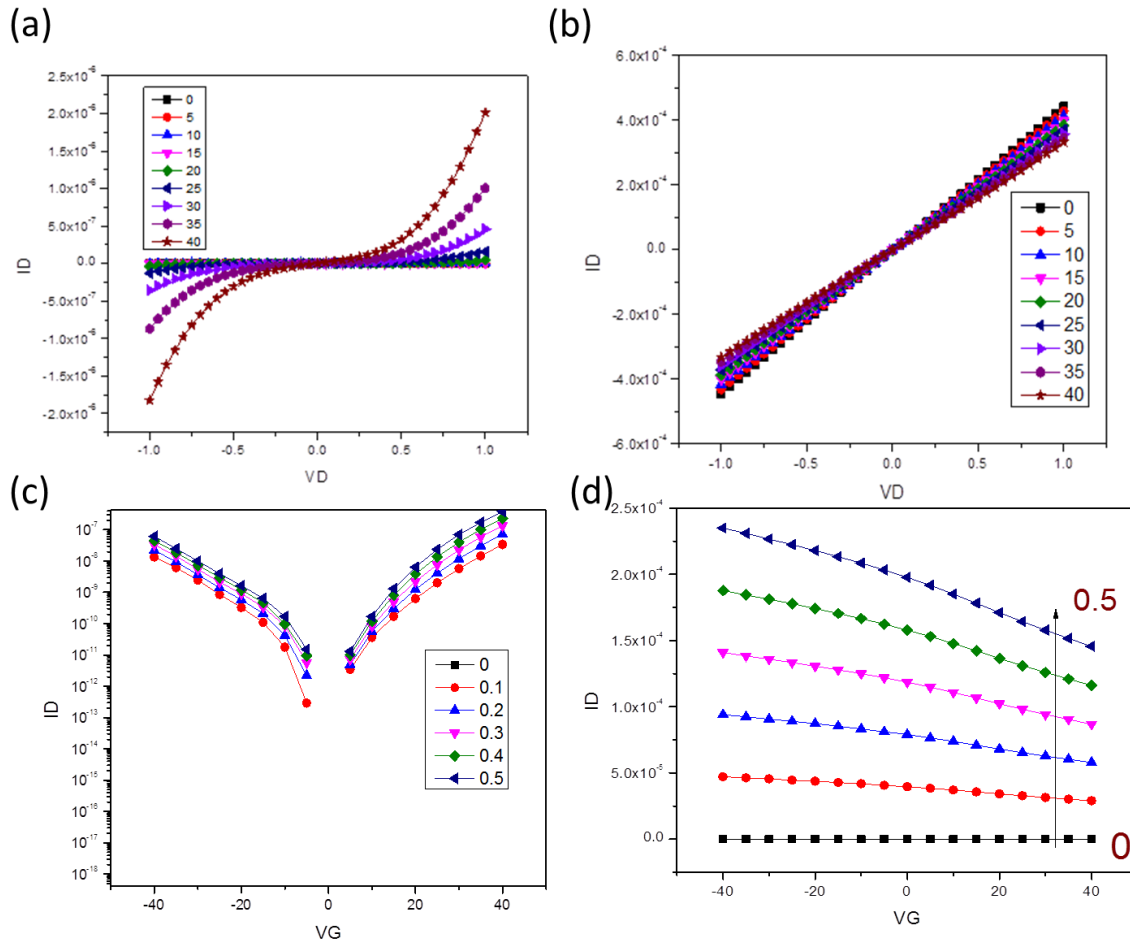 (a)
2.5x10⁻⁶
2.0x10⁻⁶
1.5x10⁻⁶
1.0x10⁻⁶
5.0x10⁻⁷
0.0
-5.0x10⁻⁷
-1.0x10⁻⁶
-1.5x10⁻⁶
-2.0x10⁻⁶
ID
0
5
10
15
20
25
30
35
40
-1.0 -0.5 0.0 0.5 1.0
VD
(b)
6.0x10⁻⁴
4.0x10⁻⁴
2.0x10⁻⁴
0.0
-2.0x10⁻⁴
-4.0x10⁻⁴
-6.0x10⁻⁴
ID
0
5
10
15
20
25
30
35
40
-1.0 -0.5 0.0 0.5 1.0
VD
(c)
10⁻⁷
10⁻⁸
10⁻⁹
10⁻¹⁰
10⁻¹¹
10⁻¹²
10⁻¹³
10⁻¹⁴
10⁻¹⁵
10⁻¹⁶
10⁻¹⁷
10⁻¹⁸
ID
0
0.1
0.2
0.3
0.4
0.5
-40 -20 0 20 40
VG
(d)
2.5x10⁻⁴
2.0x10⁻⁴
1.5x10⁻⁴
1.0x10⁻⁴
5.0x10⁻⁵
0.0
ID
0.5
0
-40 -20 0 20 40
VG